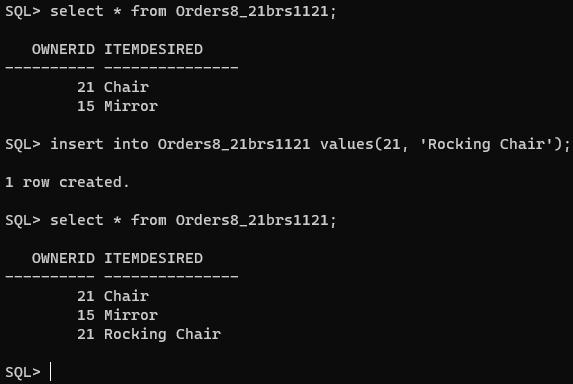 SQL> select * from Orders8_21brs1121;
   OWNERID ITEMDESIRED
---------- ---------------
        21 Chair
        15 Mirror
SQL> insert into Orders8_21brs1121 values(21, 'Rocking Chair');
1 row created.
SQL> select * from Orders8_21brs1121;
   OWNERID ITEMDESIRED
---------- ---------------
        21 Chair
        15 Mirror
        21 Rocking Chair
SQL>